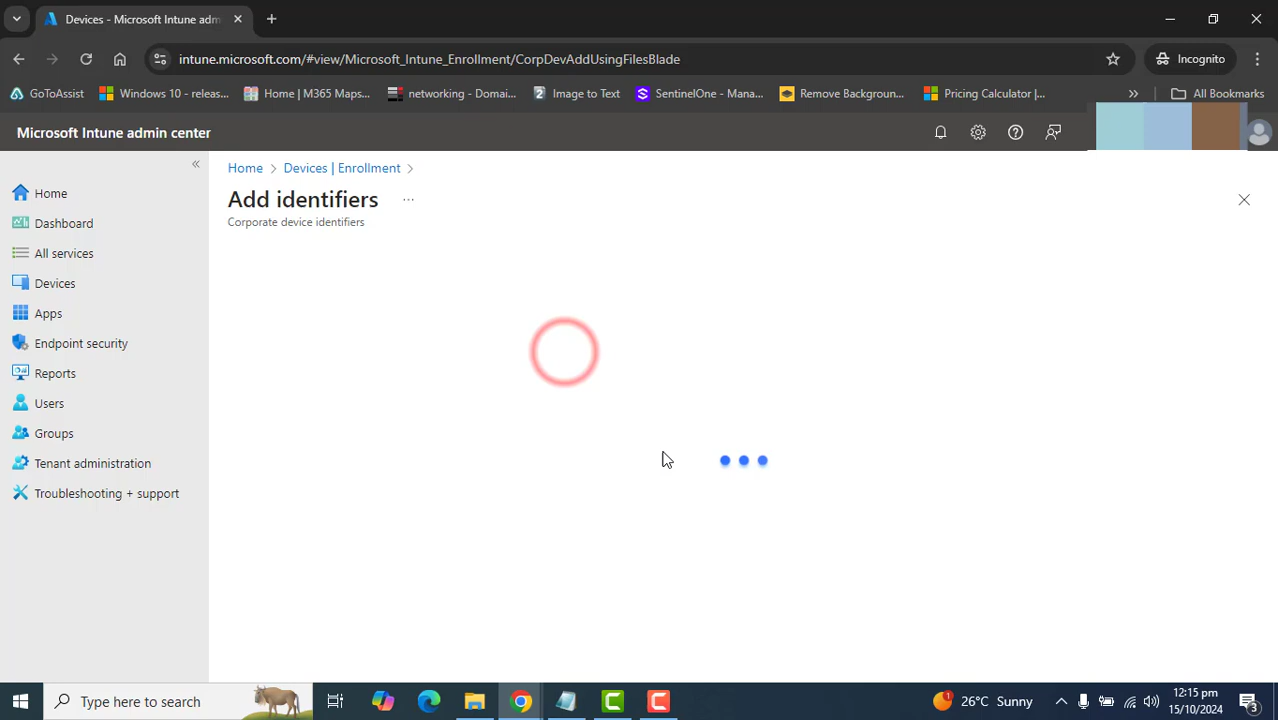 Devices - Microsoft Intune adm
intune.microsoft.com/#view/Microsoft_Intune_Enrollment/CorpDevAddUsingFilesBlade
Incognito
GoToAssist
Windows 10 - releas...
Home | M365 Maps...
networking - Domai...
Image to Text
SentinelOne - Mana...
Remove Backgroun...
Pricing Calculator |...
All Bookmarks
Microsoft Intune admin center
Home
Dashboard
All services
Devices
Apps
Endpoint security
Reports
Users
Groups
Tenant administration
Troubleshooting + support
Home > Devices | Enrollment >
Add identifiers ...
Corporate device identifiers
Type here to search
1
26°C Sunny
12:15 pm
15/10/2024
3